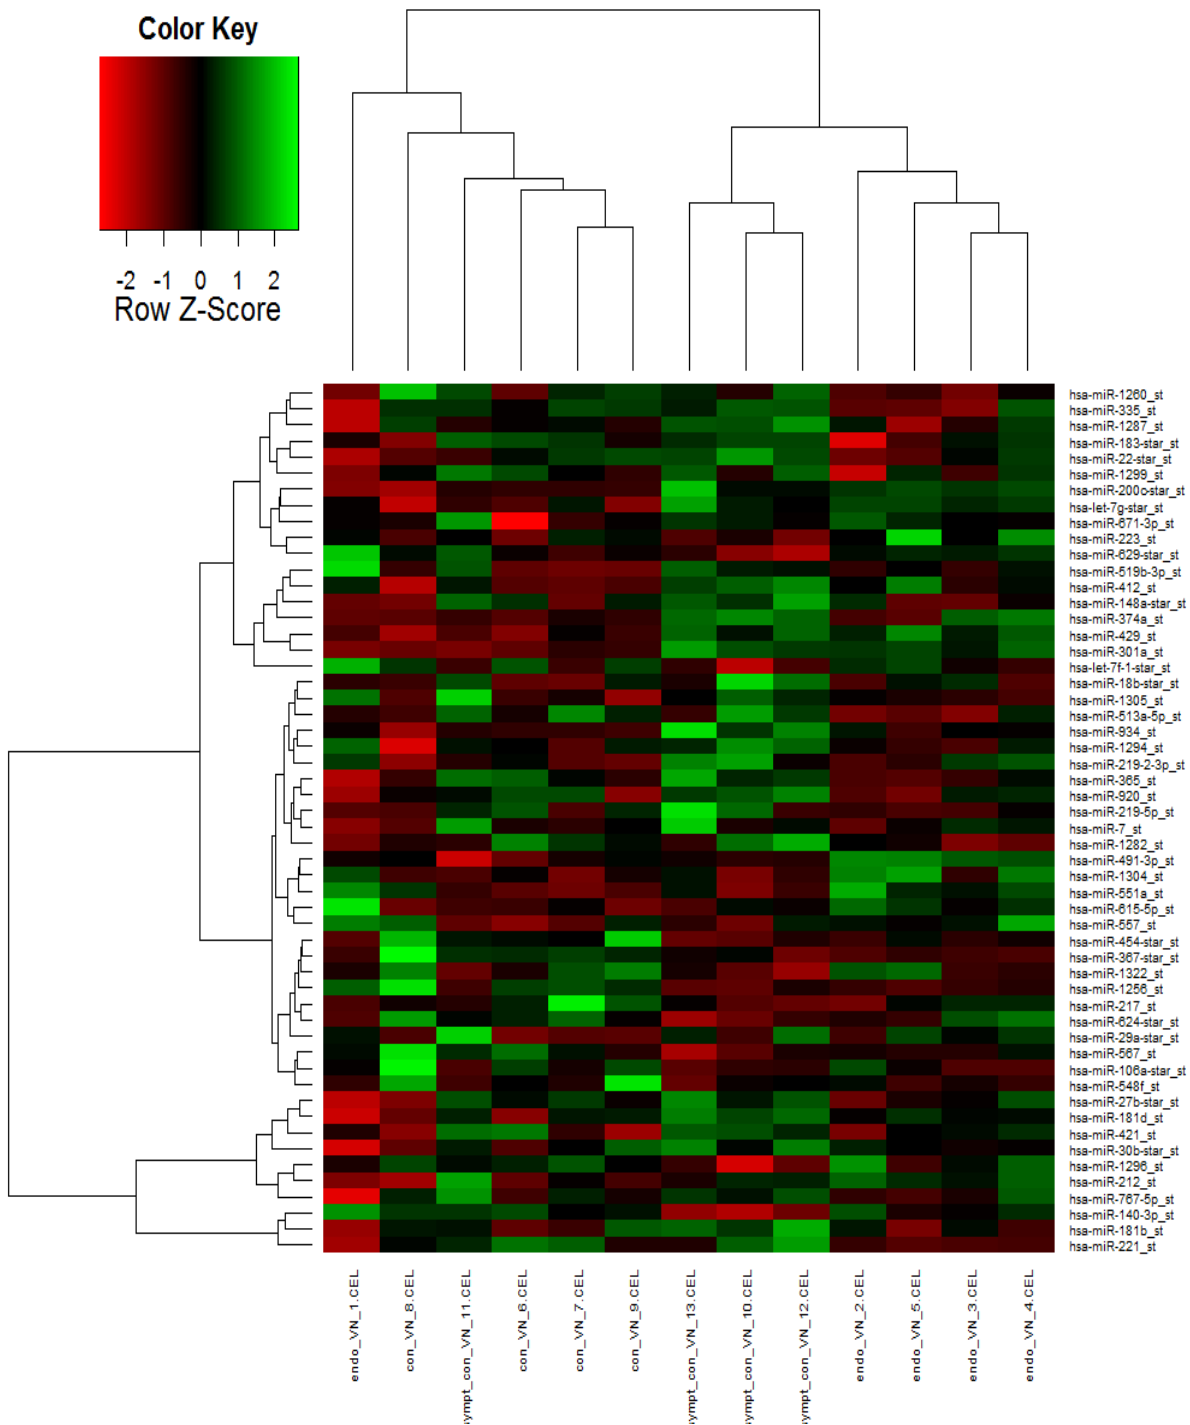 Color Key
-2 -1 0 1 2
Row Z-Score
hsa-miR-1260_st
hsa-miR-335_st
hsa-miR-1287_st
hsa-miR-183-star_st
hsa-miR-22-star_st
hsa-miR-1299_st
hsa-miR-200c-star_st
hsa-let-7g-star_st
hsa-miR-671-3p_st
hsa-miR-223_st
hsa-miR-629-star_st
hsa-miR-519b-3p_st
hsa-miR-412_st
hsa-miR-148a-star_st
hsa-miR-374a_st
hsa-miR-429_st
hsa-miR-301a_st
hsa-let-7f-1-star_st
hsa-miR-18b-star_st
hsa-miR-1305_st
hsa-miR-513a-5p_st
hsa-miR-934_st
hsa-miR-1294_st
hsa-miR-219-2-3p_st
hsa-miR-365_st
hsa-miR-920_st
hsa-miR-219-5p_st
hsa-miR-7_st
hsa-miR-1282_st
hsa-miR-491-3p_st
hsa-miR-1304_st
hsa-miR-551a_st
hsa-miR-615-5p_st
hsa-miR-557_st
hsa-miR-454-star_st
hsa-miR-367-star_st
hsa-miR-1322_st
hsa-miR-1256_st
hsa-miR-217_st
hsa-miR-624-star_st
hsa-miR-29a-star_st
hsa-miR-567_st
hsa-miR-106a-star_st
hsa-miR-548f_st
hsa-miR-27b-star_st
hsa-miR-181d_st
hsa-miR-421_st
hsa-miR-30b-star_st
hsa-miR-1296_st
hsa-miR-212_st
hsa-miR-767-5p_st
hsa-miR-140-3p_st
hsa-miR-181b_st
hsa-miR-221_st
endo_VN_1.CEL
con_VN_8.CEL
sympt_con_VN_11.CEL
con_VN_6.CEL
con_VN_7.CEL
con_VN_9.CEL
sympt_con_VN_13.CEL
sympt_con_VN_10.CEL
sympt_con_VN_12.CEL
endo_VN_2.CEL
endo_VN_5.CEL
endo_VN_3.CEL
endo_VN_4.CEL